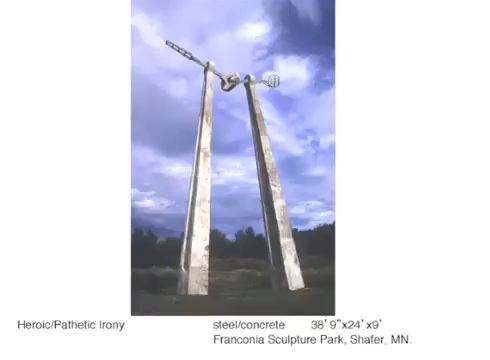 Heroic/Pathetic Irony steel/concrete 38' 9"x24'x9'
Franconia Sculpture Park, Shafer, MN.